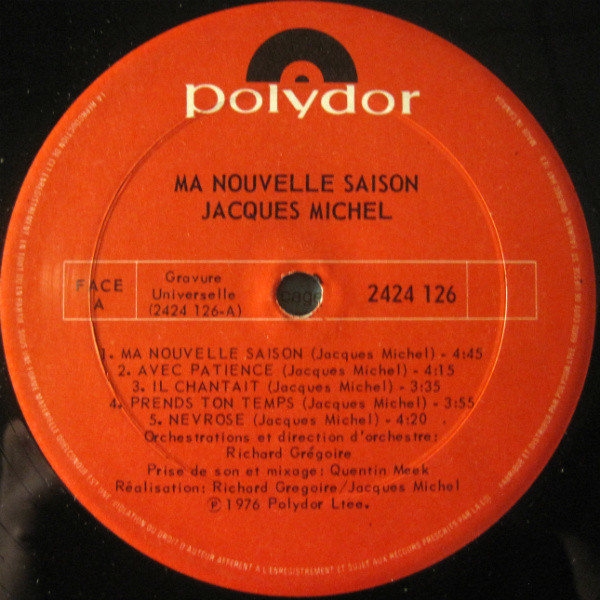 polydor
MA NOUVELLE SAISON
JACQUES MICHEL
FACE
A
Gravure
Universelle
(2424 126-A)
2424 126
1. MA NOUVELLE SAISON (Jacques Michel) - 4:45
2. AVEC PATIENCE (Jacques Michel) - 4:15
3. IL CHANTAIT (Jacques Michel) - 3:35
4. PRENDS TON TEMPS (Jacques Michel) - 3:55
5. NEVROSE (Jacques Michel) - 4:20
Orchestrations et direction d'orchestre:
Richard Grégoire
Prise de son et mixage: Quentin Meek
Réalisation: Richard Gregoire/Jacques Michel
℗ 1976 Polydor Ltee.